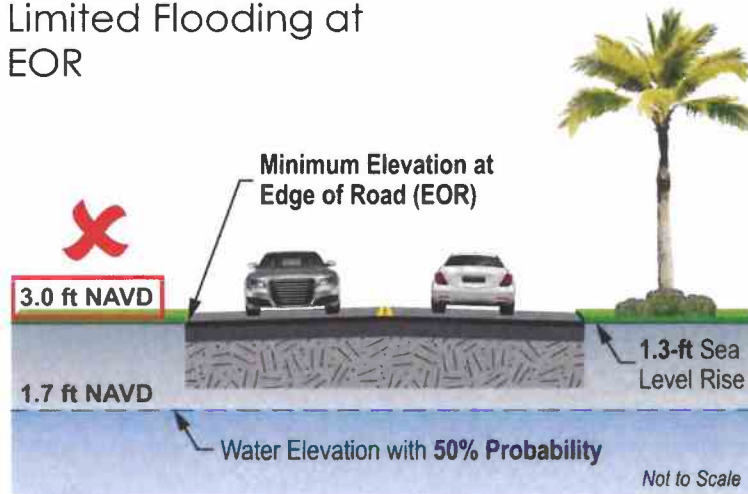 Limited Flooding at
EOR
Minimum Elevation at
Edge of Road (EOR)
3.0 ft NAVD
1.3-ft Sea
Level Rise
1.7 ft NAVD
Water Elevation with 50% Probability
Not to Scale